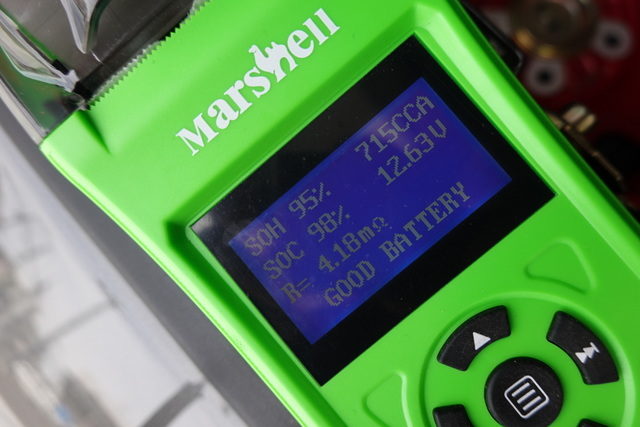 Marshell
SOH 95% 715CCA
SOC 98% 12.63V
R= 4.18mΩ
GOOD BATTERY